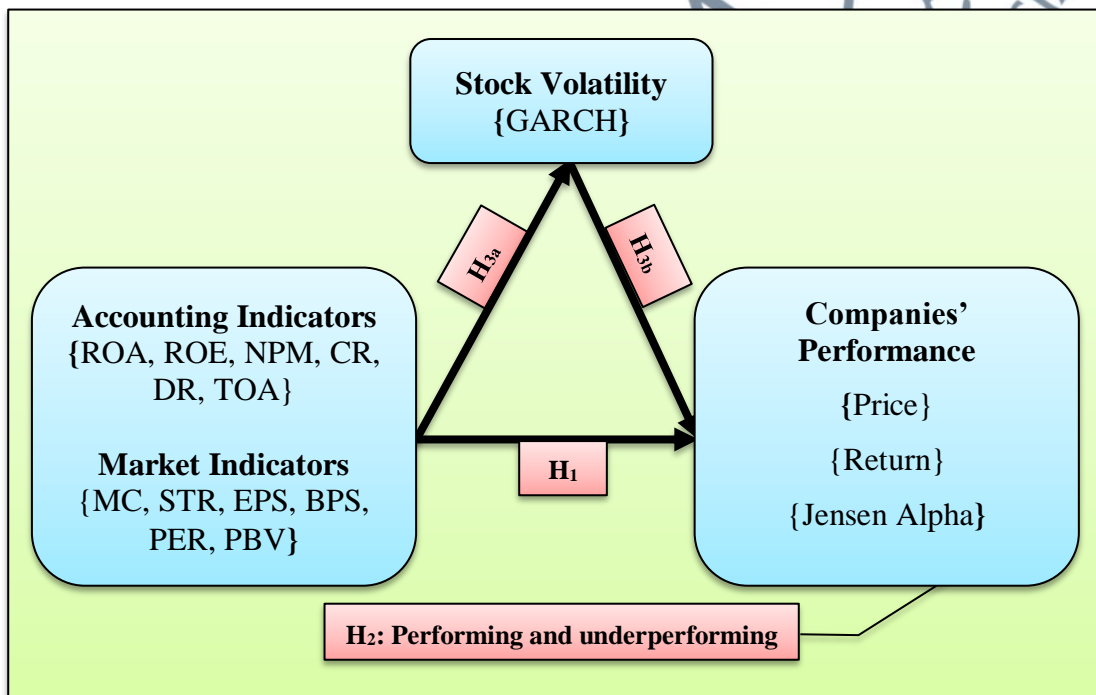 Stock Volatility
{GARCH}
H3a
H3b
Accounting Indicators
{ROA, ROE, NPM, CR,
DR, TOA}
Market Indicators
{MC, STR, EPS, BPS,
PER, PBV}
H1
Companies’
Performance
{Price}
{Return}
{Jensen Alpha}
H2: Performing and underperforming